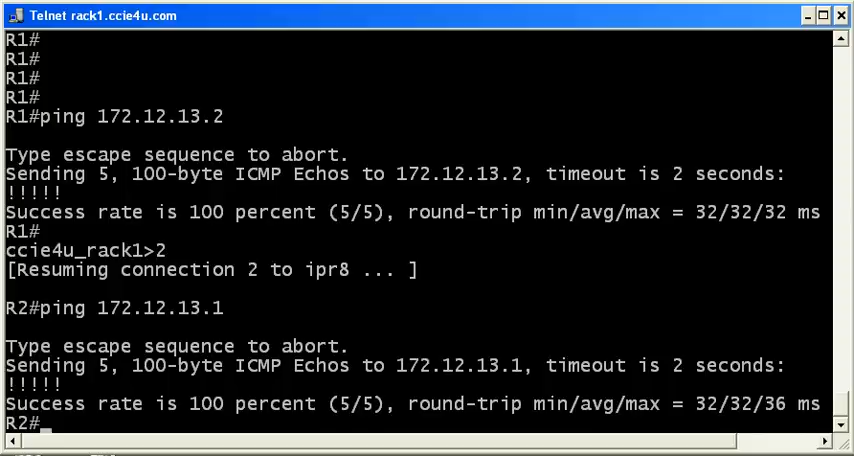 Telnet rack1.ccie4u.com
R1#
R1#
R1#
R1#
R1#ping 172.12.13.2
Type escape sequence to abort.
Sending 5, 100-byte ICMP Echos to 172.12.13.2, timeout is 2 seconds:
!!!!!
Success rate is 100 percent (5/5), round-trip min/avg/max = 32/32/32 ms
R1#
ccie4u_rack1>2
[Resuming connection 2 to ipr8 ... ]
R2#ping 172.12.13.1
Type escape sequence to abort.
Sending 5, 100-byte ICMP Echos to 172.12.13.1, timeout is 2 seconds:
!!!!!
Success rate is 100 percent (5/5), round-trip min/avg/max = 32/32/36 ms
R2#_